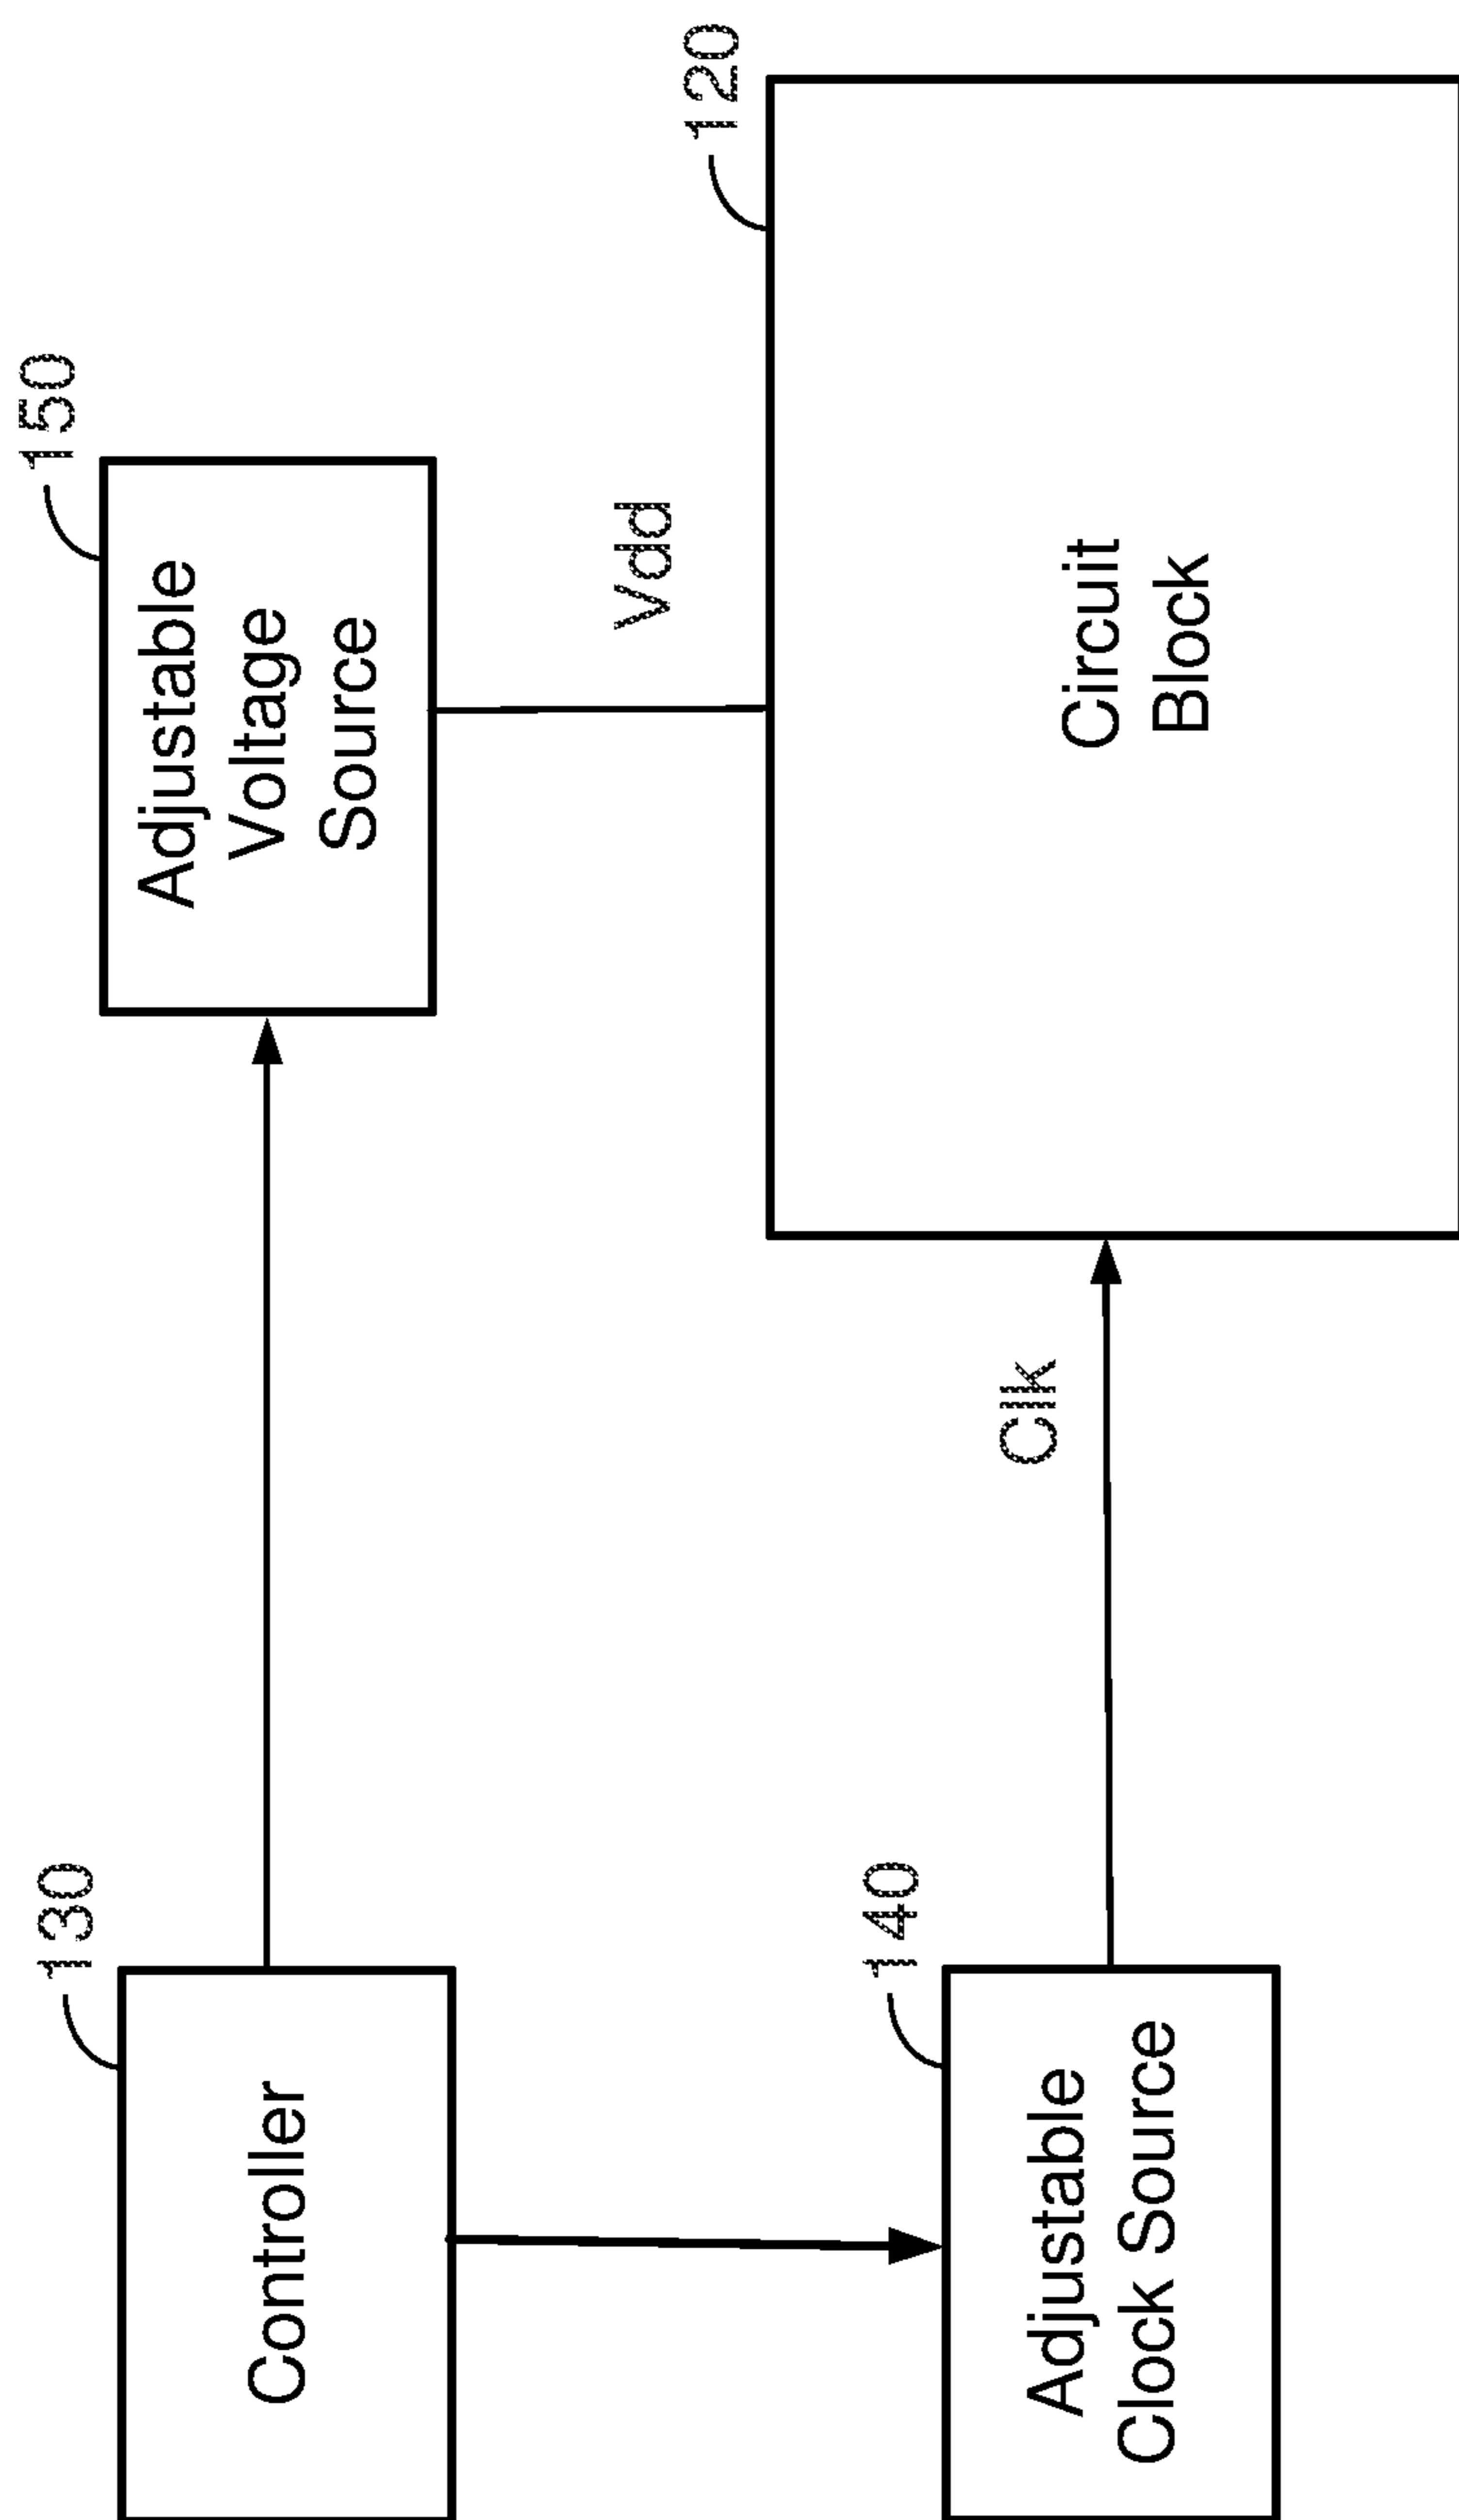 130
Controller
150
Adjustable
Voltage
Source
Vdd
120
Circuit
Block
140
Adjustable
Clock Source
Clk